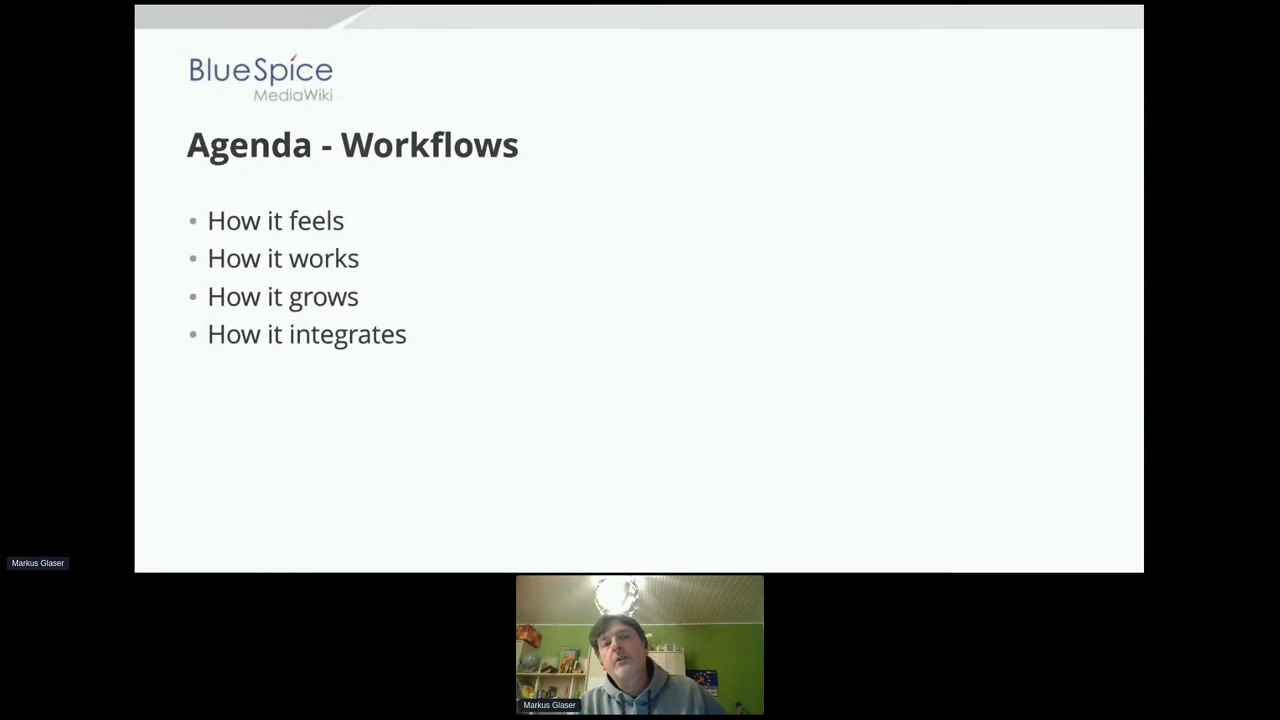 BlueSpice
MediaWiki
Agenda - Workflows
• How it feels
• How it works
• How it grows
• How it integrates
Markus Glaser
Markus Glaser